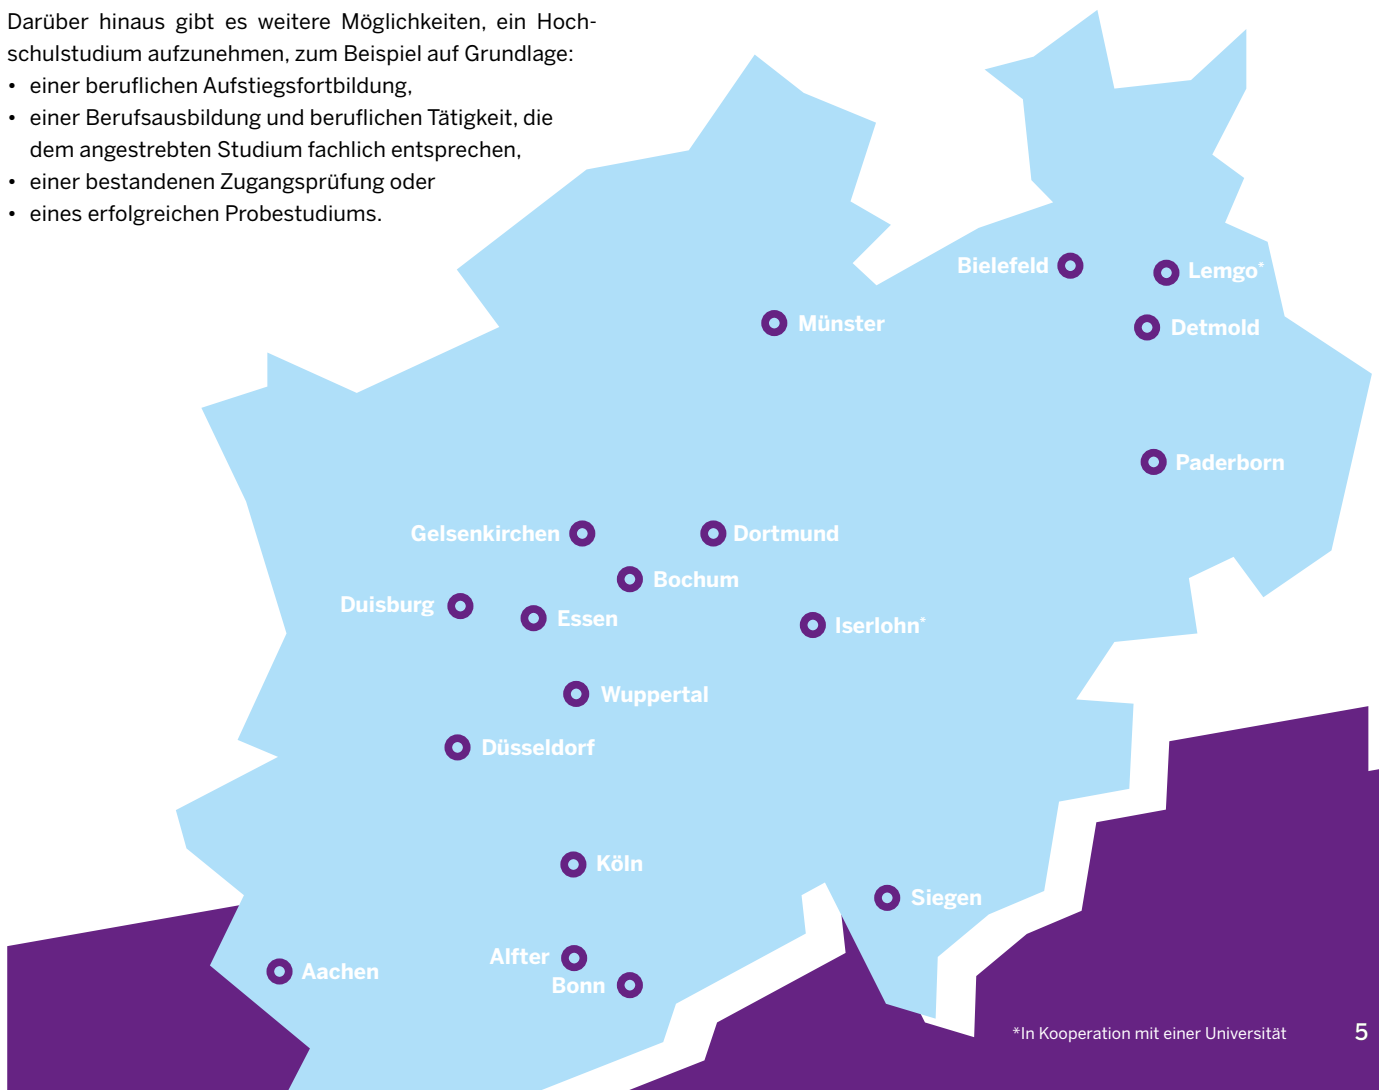 Darüber hinaus gibt es weitere Möglichkeiten, ein Hoch-
schulstudium aufzunehmen, zum Beispiel auf Grundlage:
• einer beruflichen Aufstiegsfortbildung,
• einer Berufsausbildung und beruflichen Tätigkeit, die
dem angestrebten Studium fachlich entsprechen,
• einer bestandenen Zugangsprüfung oder
• eines erfolgreichen Probestudiums.
Bielefeld
Lemgo*
Münster
Detmold
Paderborn
Gelsenkirchen
Dortmund
Bochum
Duisburg
Essen
Iserlohn*
Wuppertal
Düsseldorf
Köln
Siegen
Alfter
Aachen
Bonn
*In Kooperation mit einer Universität
5